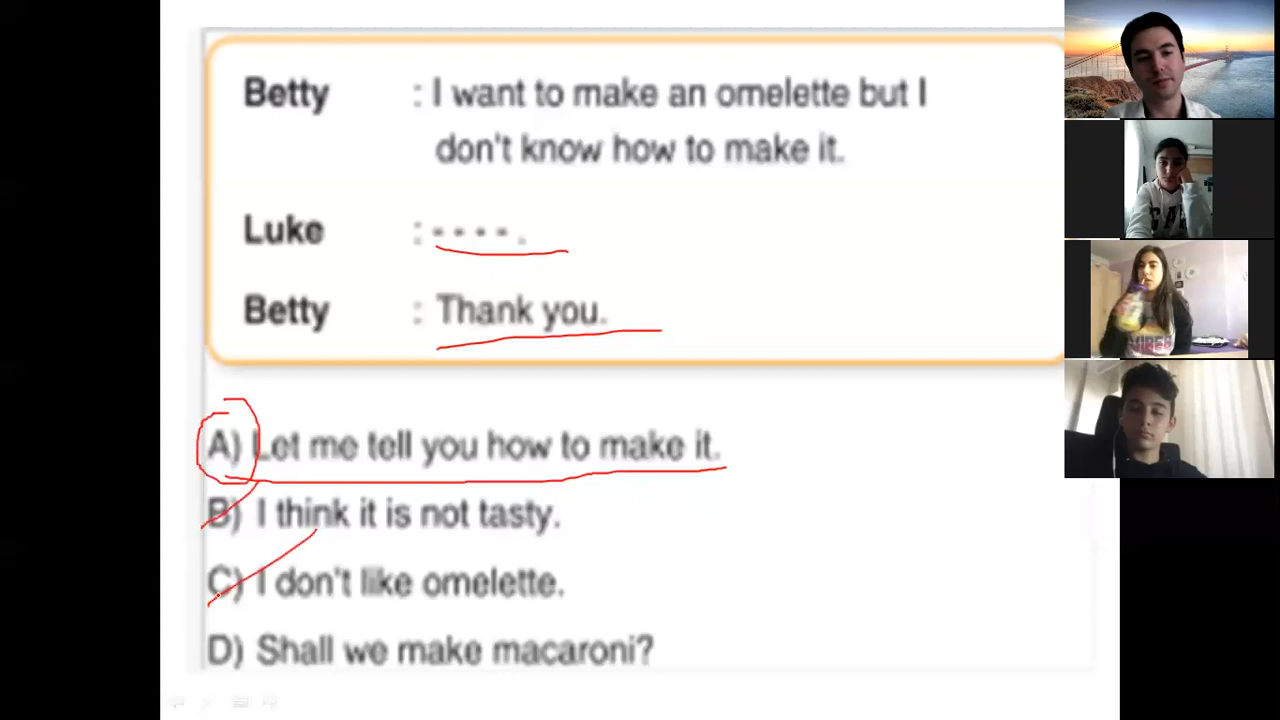 Betty : I want to make an omelette but I
don't know how to make it.
Luke : - - - - .
Betty : Thank you.
A) Let me tell you how to make it.
B) I think it is not tasty.
C) I don't like omelette.
D) Shall we make macaroni?